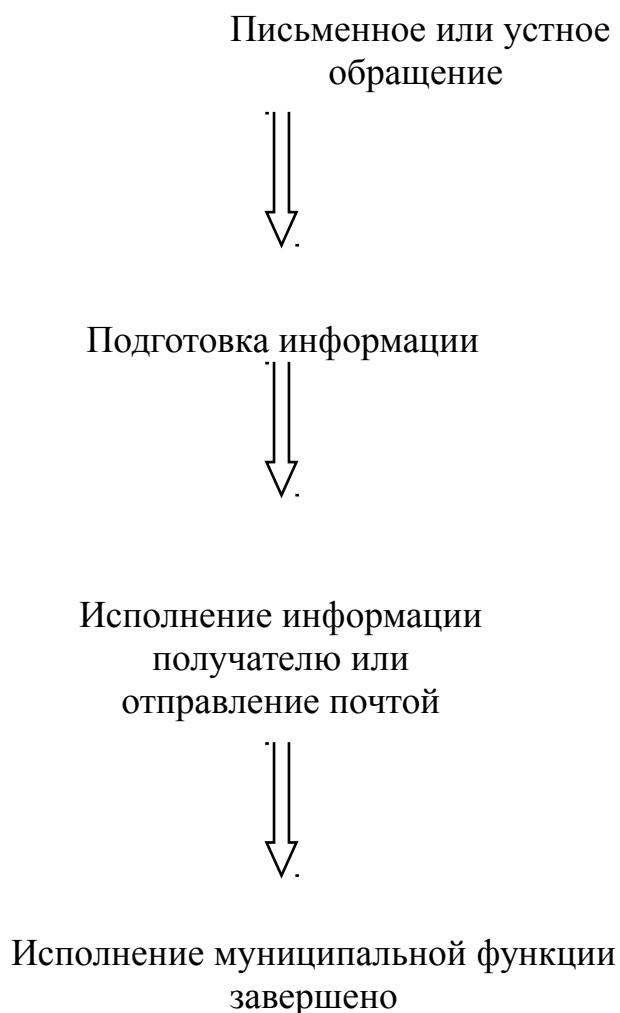 Письменное или устное
обращение
Подготовка информации
Исполнение информации
получателю или
отправление почтой
Исполнение муниципальной функции
завершено